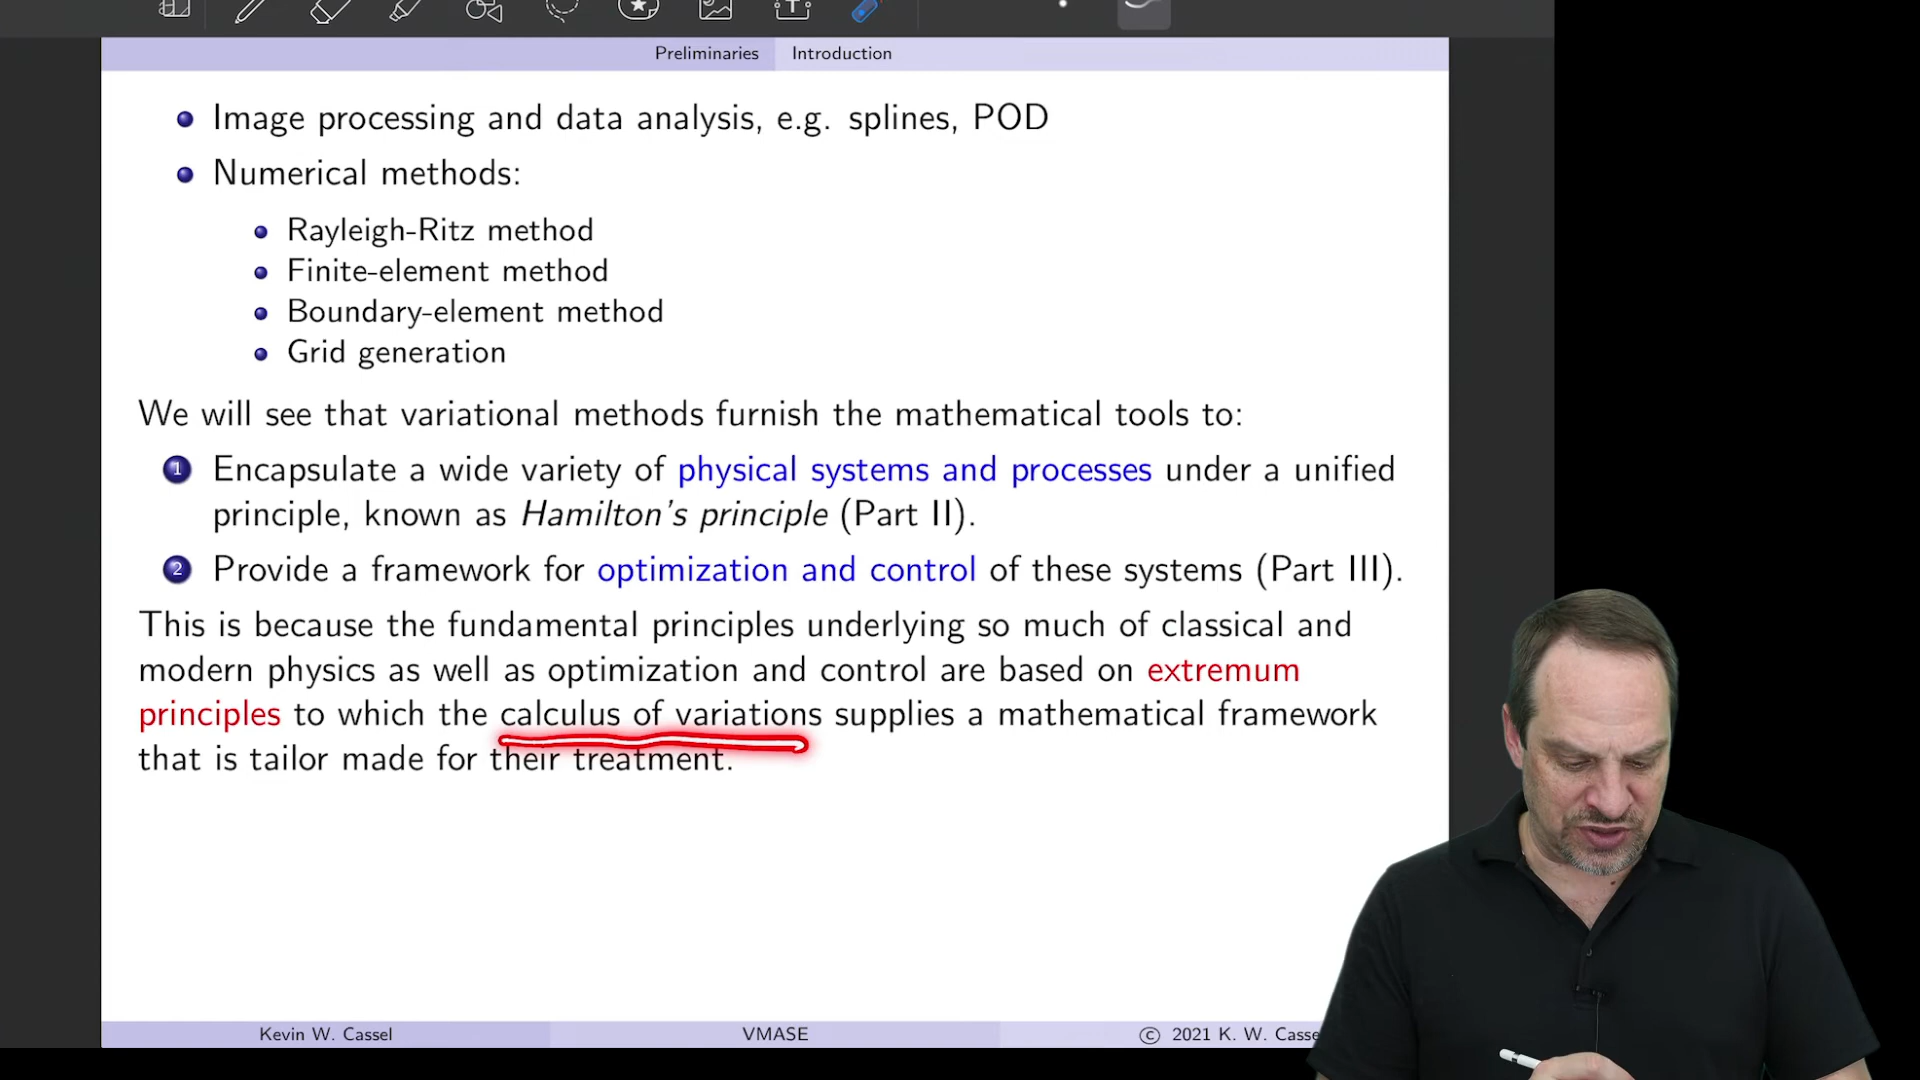 Preliminaries Introduction
Image processing and data analysis, e.g. splines, POD
Numerical methods:
Rayleigh-Ritz method
Finite-element method
Boundary-element method
Grid generation
We will see that variational methods furnish the mathematical tools to:
1 Encapsulate a wide variety of physical systems and processes under a unified
principle, known as Hamilton's principle (Part II).
2 Provide a framework for optimization and control of these systems (Part III).
This is because the fundamental principles underlying so much of classical and
modern physics as well as optimization and control are based on extremum
principles to which the calculus of variations supplies a mathematical framework
that is tailor made for their treatment.
Kevin W. Cassel VMASE © 2021 K. W. Casse